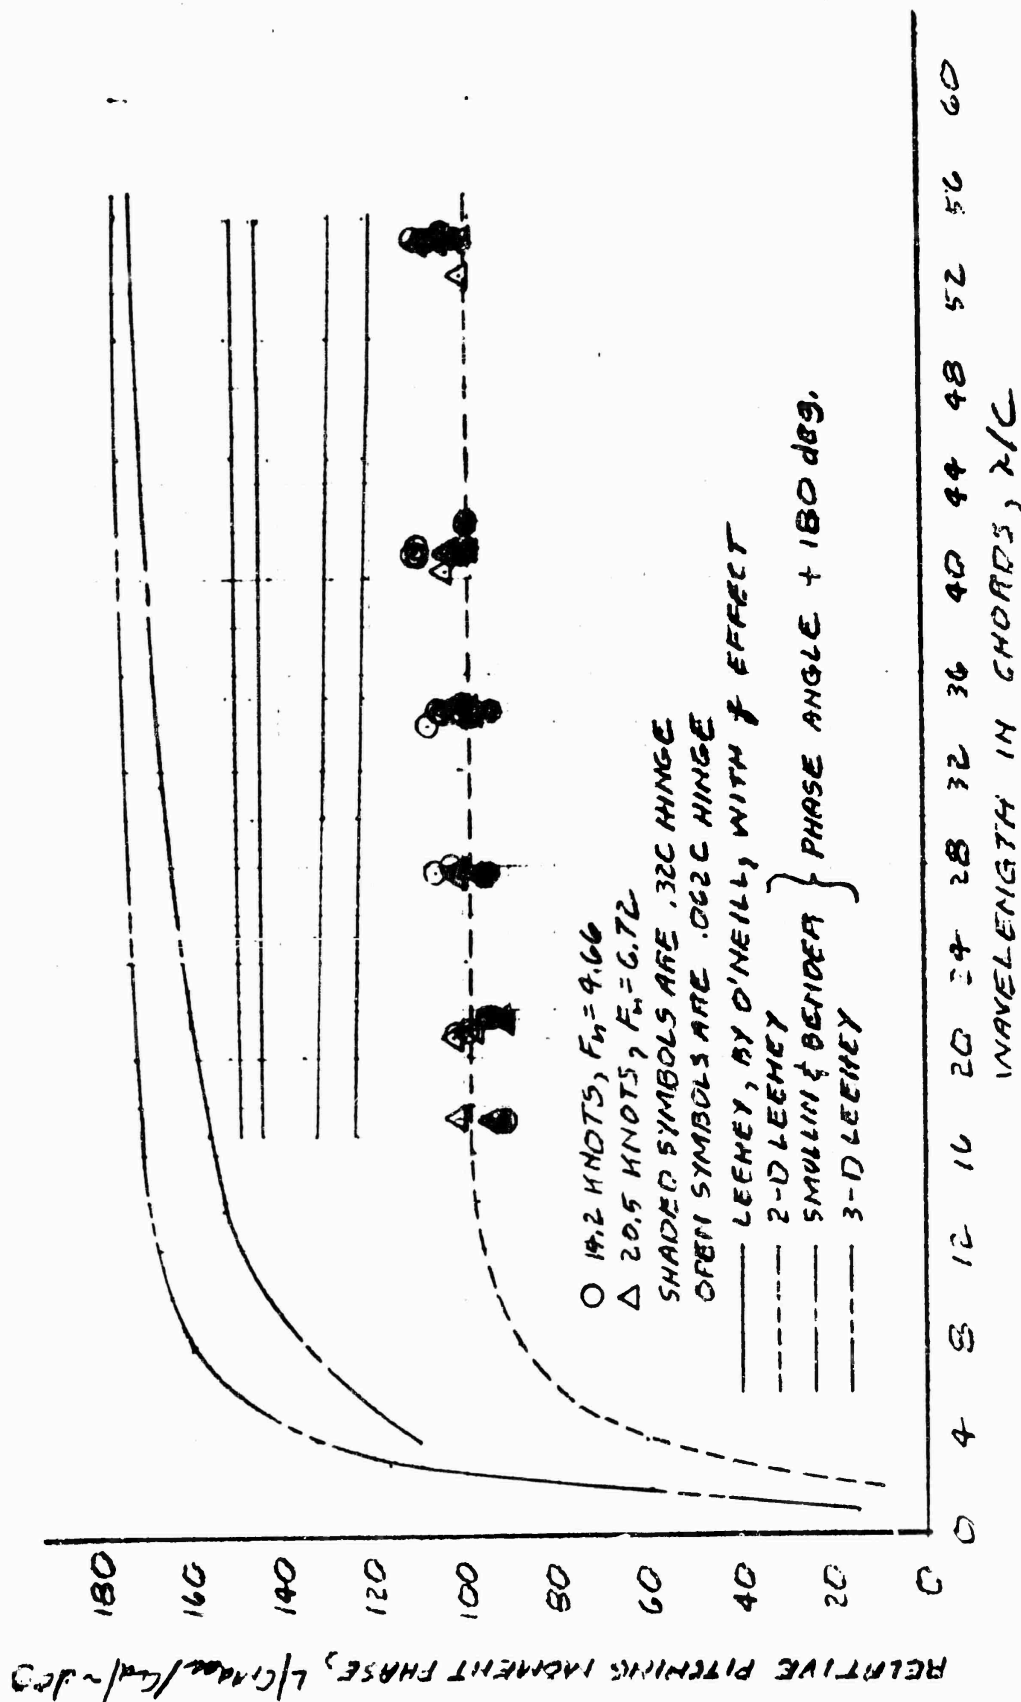 180
160
140
120
100
80
60
40
20
0
RELATIVE PITCHING MOMENT PHASE,
○ 14.2 KNOTS, Fn = 4.66
△ 20.5 KNOTS, Fn = 6.72
SHADED SYMBOLS ARE .32C HINGE
OPEN SYMBOLS ARE .062C HINGE
LEEHEY, BY O'NEILL, WITH EFFECT
2-D LEEHEY
SMULLIN & BENDER } PHASE ANGLE + 180 deg.
3-D LEEHEY
0 4 8 12 16 20 24 28 32 36 40 44 48 52 56 60
WAVELENGTH IN CHORDS, λ/C